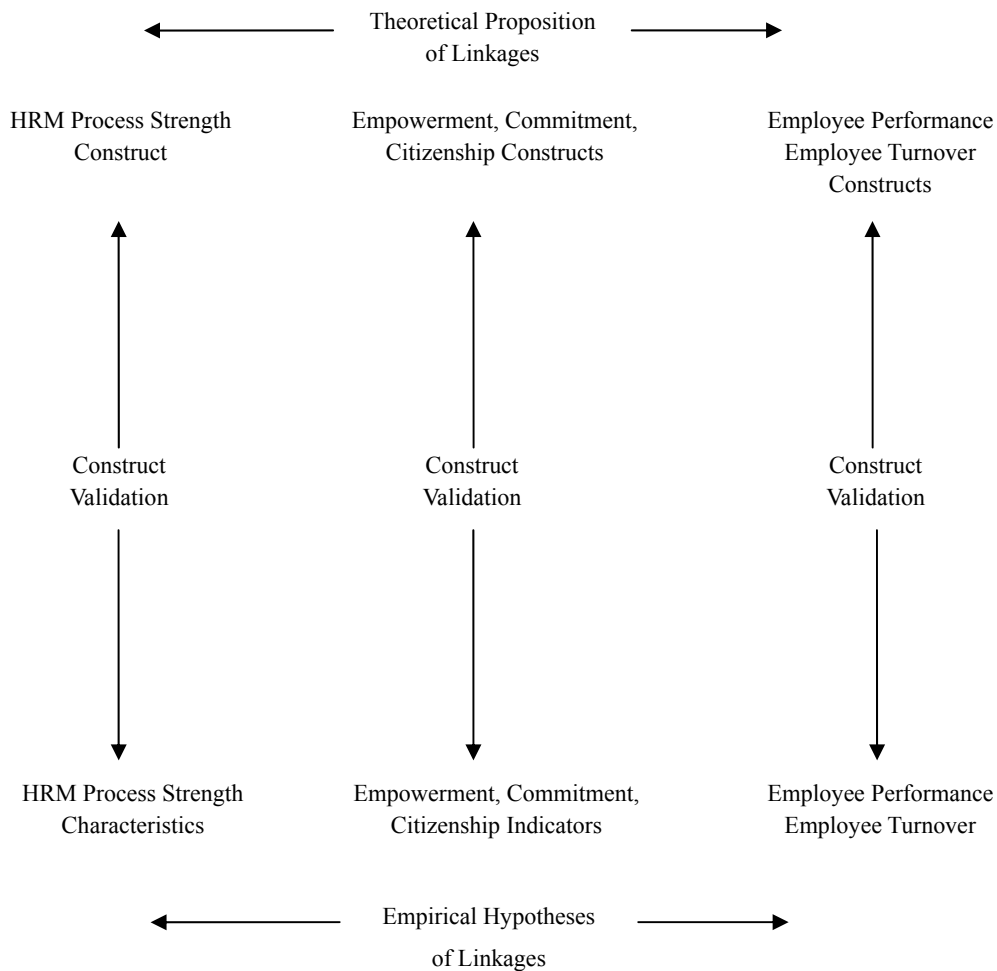 Theoretical Proposition
of Linkages
HRM Process Strength
Construct
Empowerment, Commitment,
Citizenship Constructs
Employee Performance
Employee Turnover
Constructs
Construct
Validation
Construct
Validation
Construct
Validation
HRM Process Strength
Characteristics
Empowerment, Commitment,
Citizenship Indicators
Employee Performance
Employee Turnover
Empirical Hypotheses
of Linkages